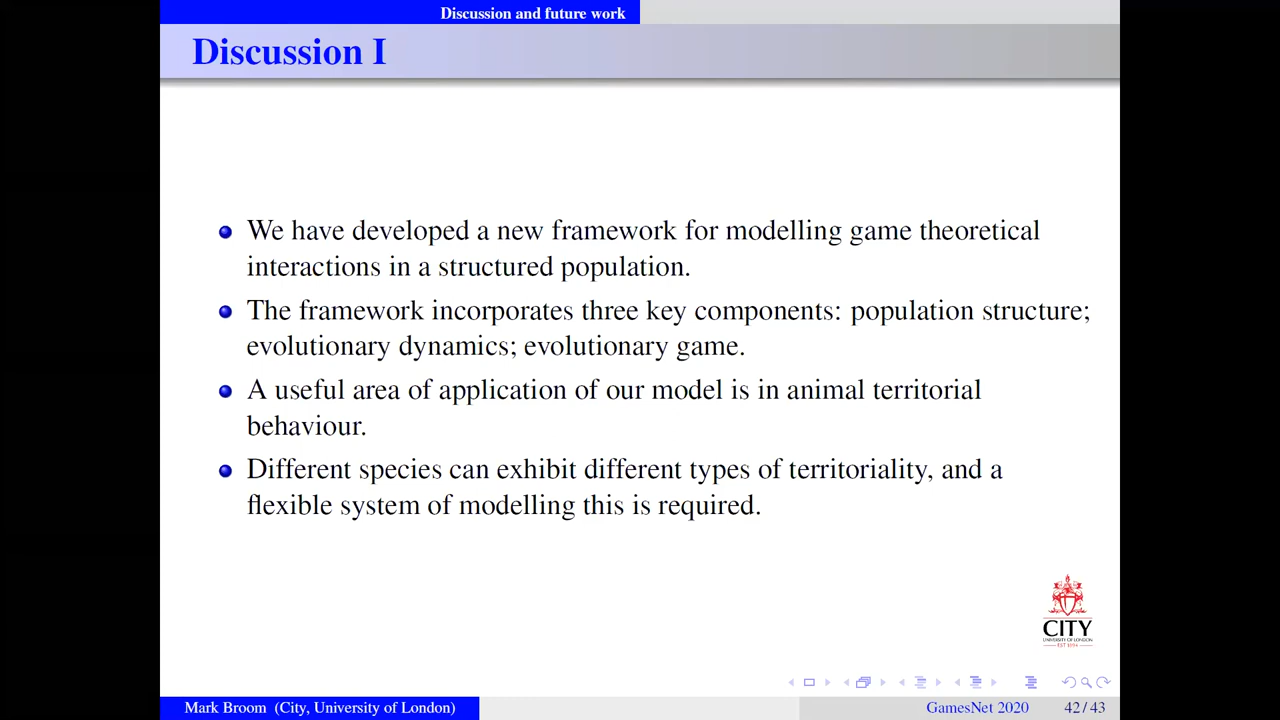 Discussion and future work
Discussion I
We have developed a new framework for modelling game theoretical
interactions in a structured population.
The framework incorporates three key components: population structure;
evolutionary dynamics; evolutionary game.
A useful area of application of our model is in animal territorial
behaviour.
Different species can exhibit different types of territoriality, and a
flexible system of modelling this is required.
CITY
UNIVERSITY OF LONDON
EST 1894
Mark Broom (City, University of London)
GamesNet 2020
42 / 43